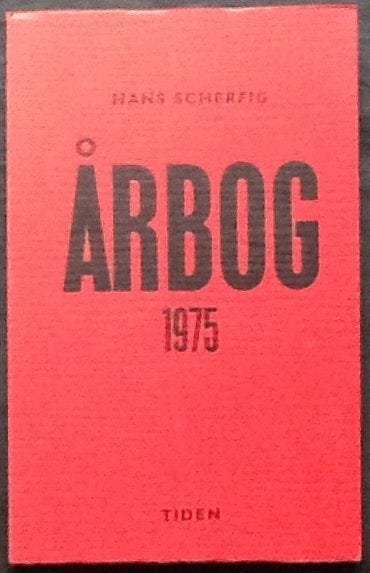 HANS SCHERFIG
ÅRBOG
1975
TIDEN